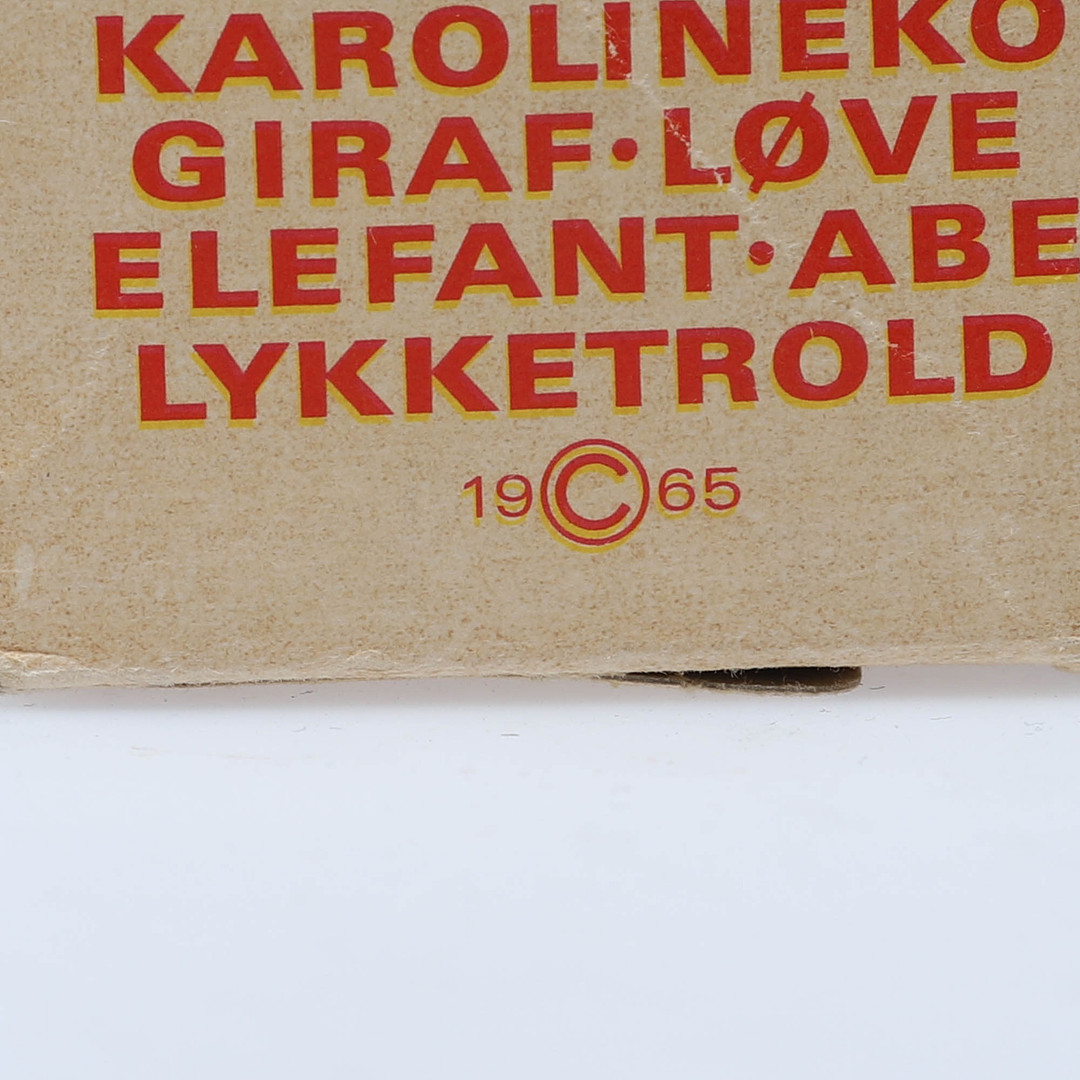 KAROLINEKO
GIRAF·LØVE
ELEFANT·ABE
LYKKETROLD
19©65